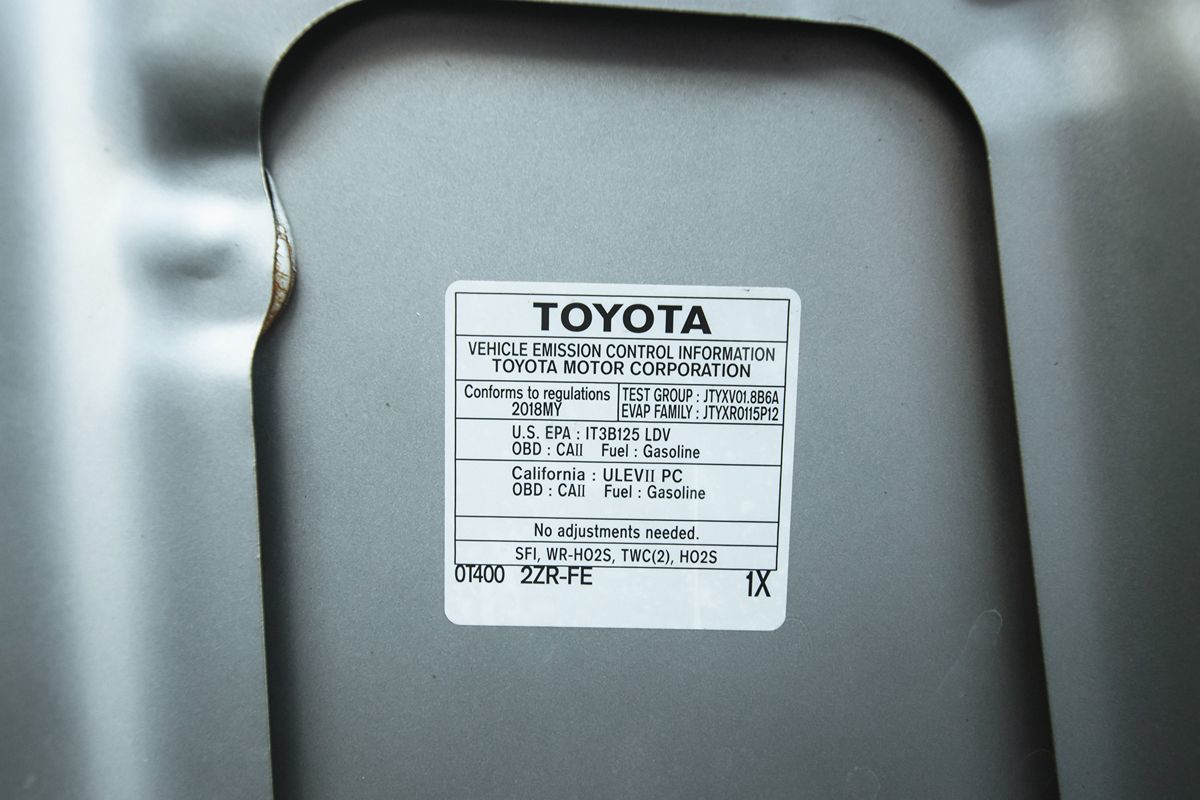 TOYOTA
VEHICLE EMISSION CONTROL INFORMATION
TOYOTA MOTOR CORPORATION
Conforms to regulations
2018MY
TEST GROUP : JTYXV01.8B6A
EVAP FAMILY : JTYXR0115P12
U.S. EPA : IT3B125 LDV
OBD : CAII Fuel : Gasoline
California : ULEVII PC
OBD : CAII Fuel : Gasoline
No adjustments needed.
SFI, WR-HO2S, TWC(2), HO2S
0T400 2ZR-FE 1X